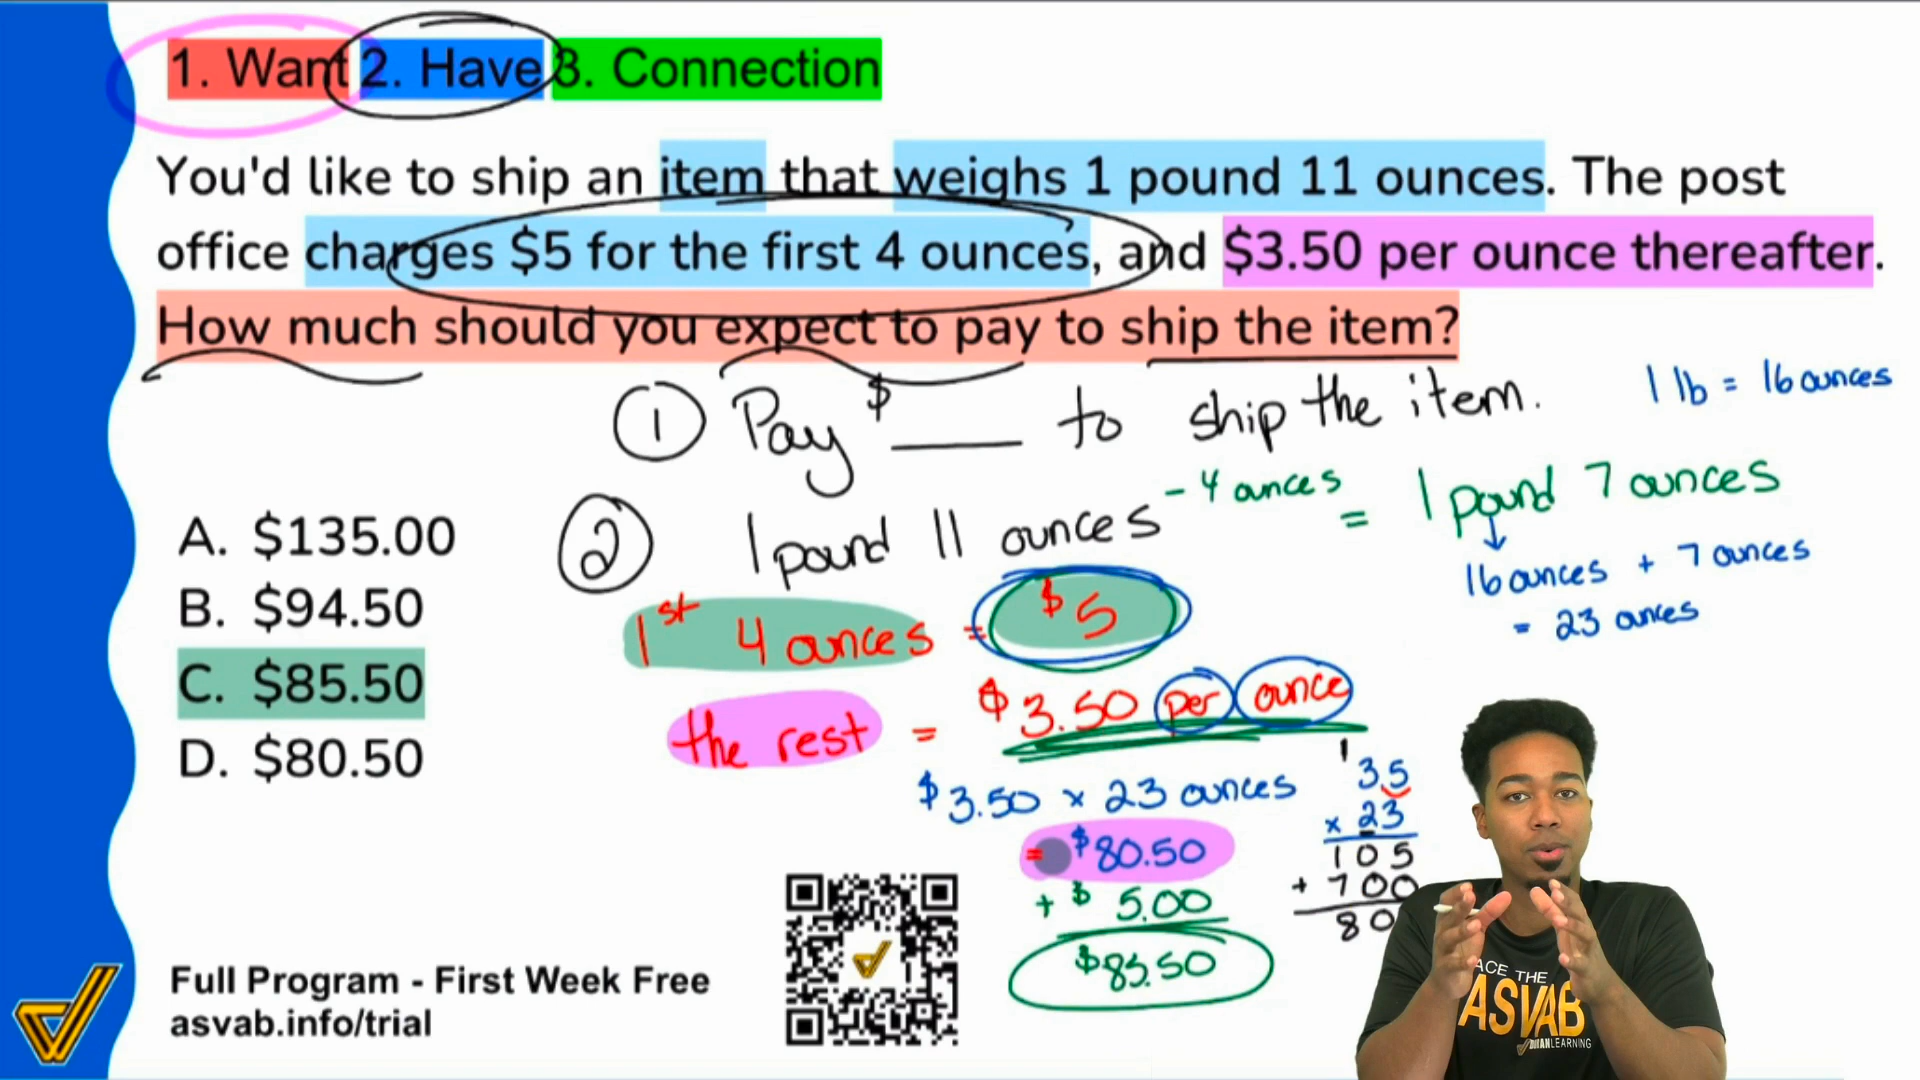 1. Want 2. Have 3. Connection
You'd like to ship an item that weighs 1 pound 11 ounces. The post
office charges $5 for the first 4 ounces, and $3.50 per ounce thereafter.
How much should you expect to pay to ship the item?
1 lb = 16 ounces
① Pay $____ to ship the item.
② 1 pound 11 ounces - 4 ounces = 1 pound 7 ounces
16 ounces + 7 ounces
= 23 ounces
A. $135.00
B. $94.50
C. $85.50
D. $80.50
1st 4 ounces = $5
the rest = $3.50 per ounce
$3.50 x 23 ounces
= $80.50
+ $ 5.00
$85.50
1
35
x 23
105
+ 700
80
Full Program - First Week Free
asvab.info/trial
ACE THE
ASVAB